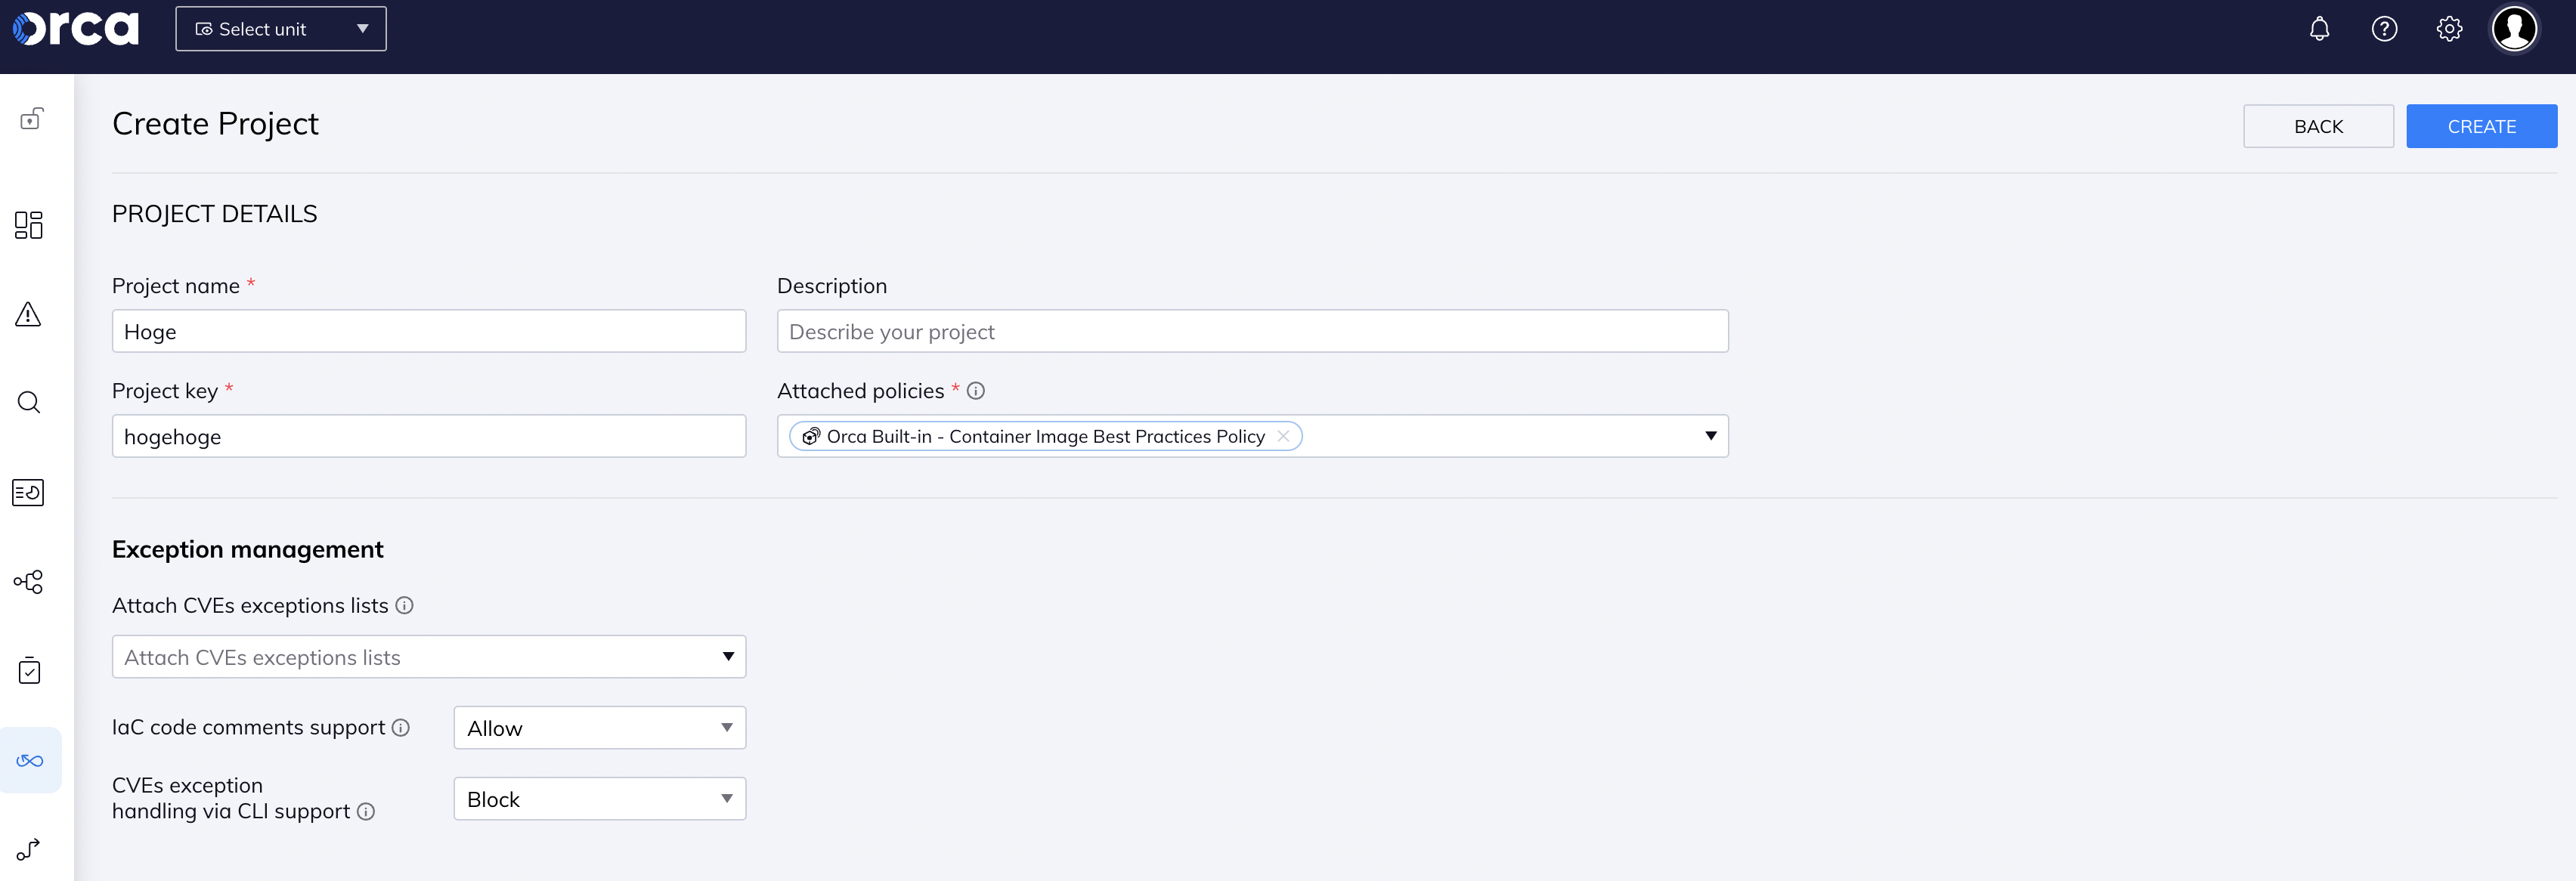 orca
Select unit
Create Project
BACK
CREATE
PROJECT DETAILS
Project name *
Description
Hoge
Describe your project
Project key *
Attached policies *
hogehoge
Orca Built-in - Container Image Best Practices Policy
Exception management
Attach CVEs exceptions lists
Attach CVEs exceptions lists
IaC code comments support
Allow
CVEs exception
handling via CLI support
Block